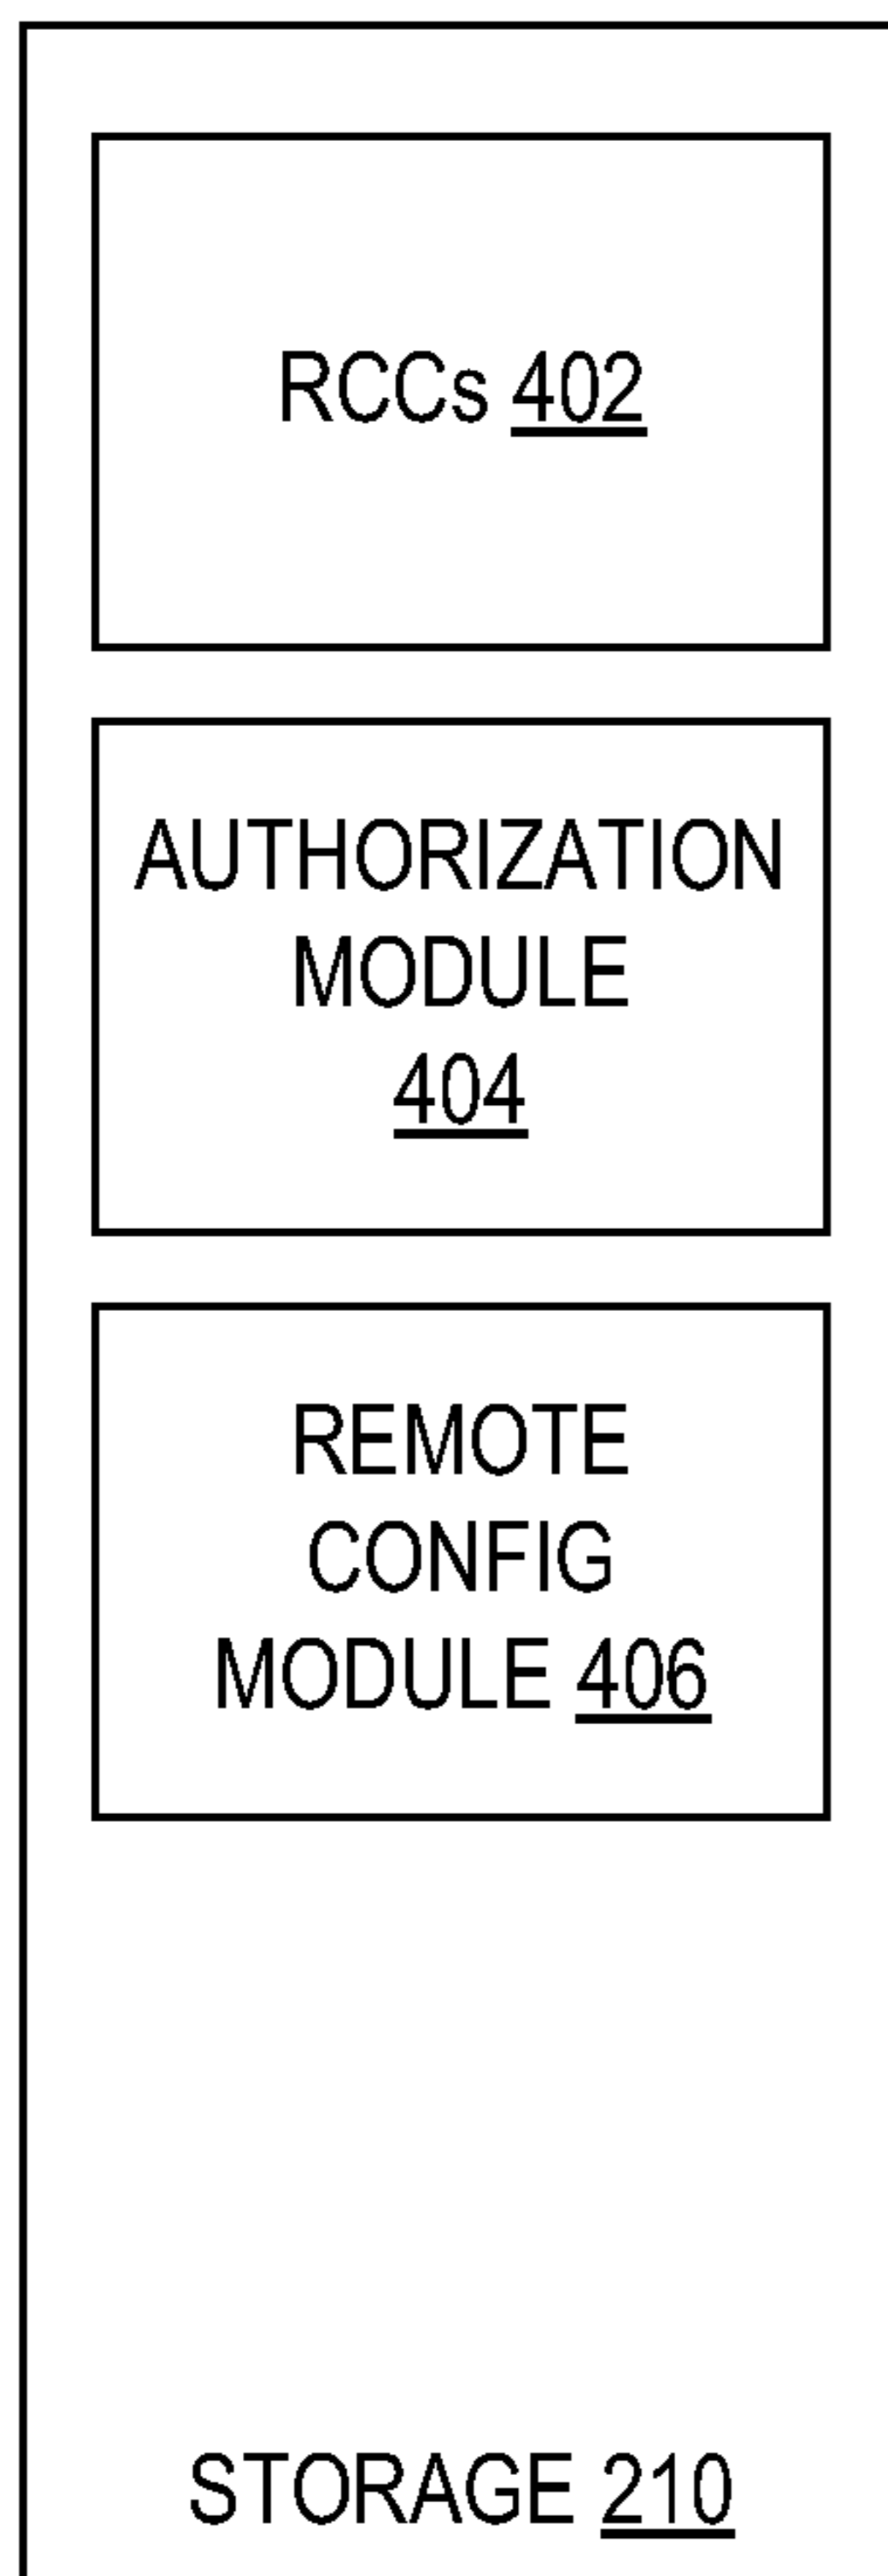 RCCs 402
AUTHORIZATION
MODULE
404
REMOTE
CONFIG
MODULE 406
STORAGE 210